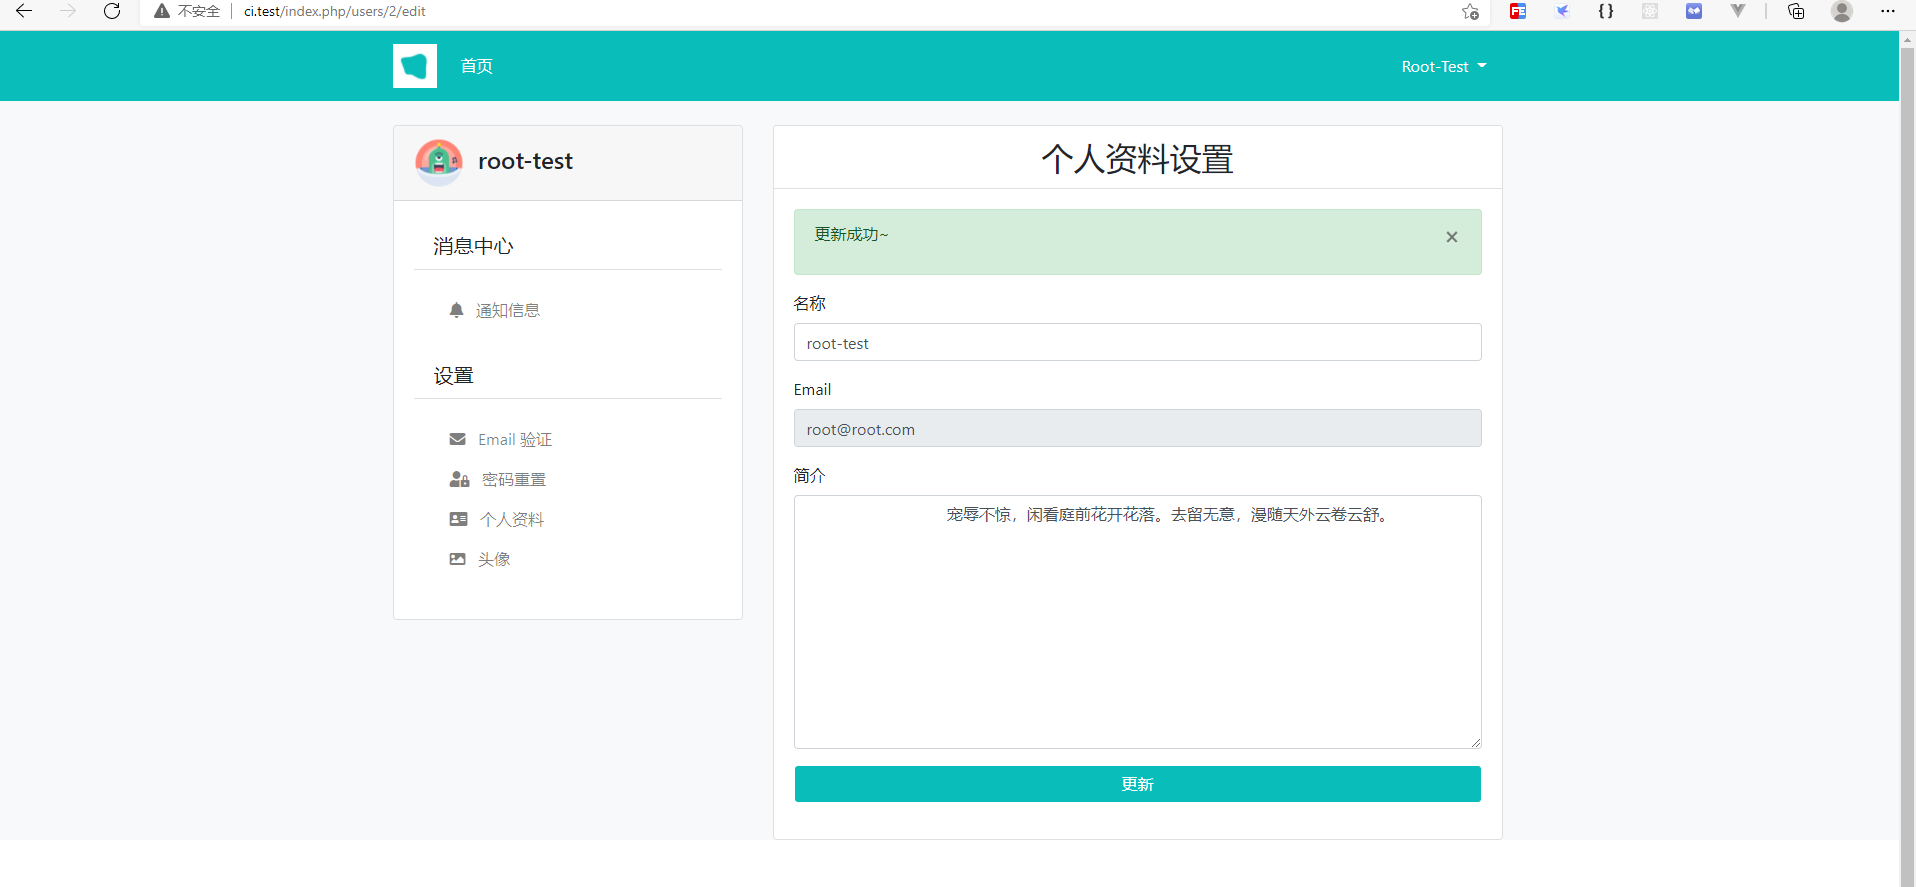 不安全 ci.test/index.php/users/2/edit
首页
Root-Test
root-test
消息中心
通知信息
设置
Email 验证
密码重置
个人资料
头像
个人资料设置
更新成功~
×
名称
root-test
Email
root@root.com
简介
宠辱不惊，闲看庭前花开花落。去留无意，漫随天外云卷云舒。
更新